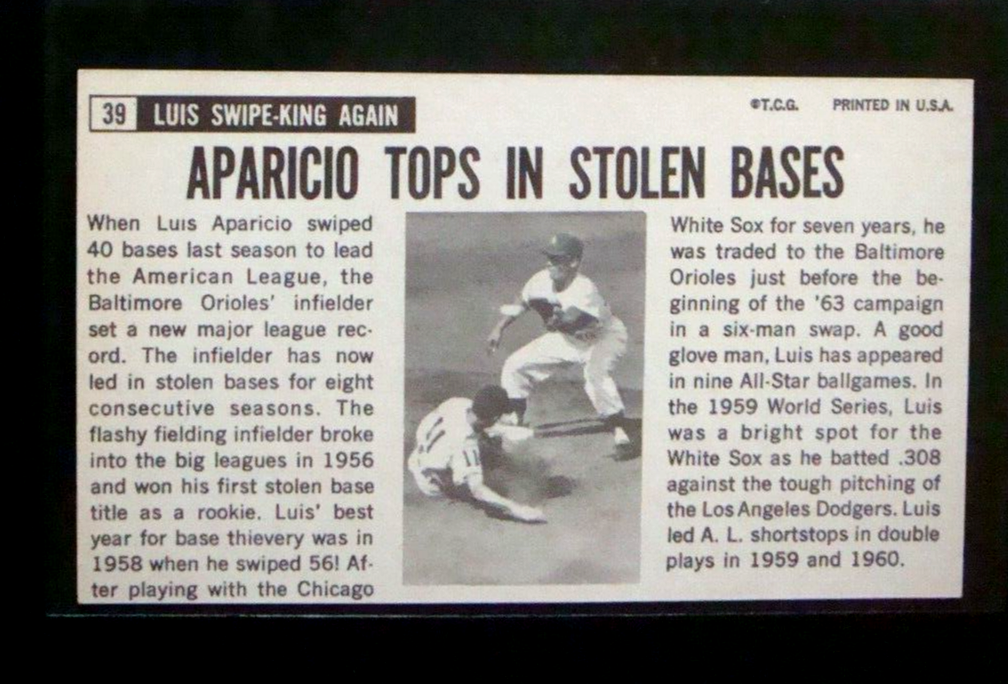 39 LUIS SWIPE-KING AGAIN
©T.C.G. PRINTED IN U.S.A.
APARICIO TOPS IN STOLEN BASES
When Luis Aparicio swiped
40 bases last season to lead
the American League, the
Baltimore Orioles' infielder
set a new major league rec-
ord. The infielder has now
led in stolen bases for eight
consecutive seasons. The
flashy fielding infielder broke
into the big leagues in 1956
and won his first stolen base
title as a rookie. Luis' best
year for base thievery was in
1958 when he swiped 56! Af-
ter playing with the Chicago
White Sox for seven years, he
was traded to the Baltimore
Orioles just before the be-
ginning of the '63 campaign
in a six-man swap. A good
glove man, Luis has appeared
in nine All-Star ballgames. In
the 1959 World Series, Luis
was a bright spot for the
White Sox as he batted .308
against the tough pitching of
the Los Angeles Dodgers. Luis
led A. L. shortstops in double
plays in 1959 and 1960.
11